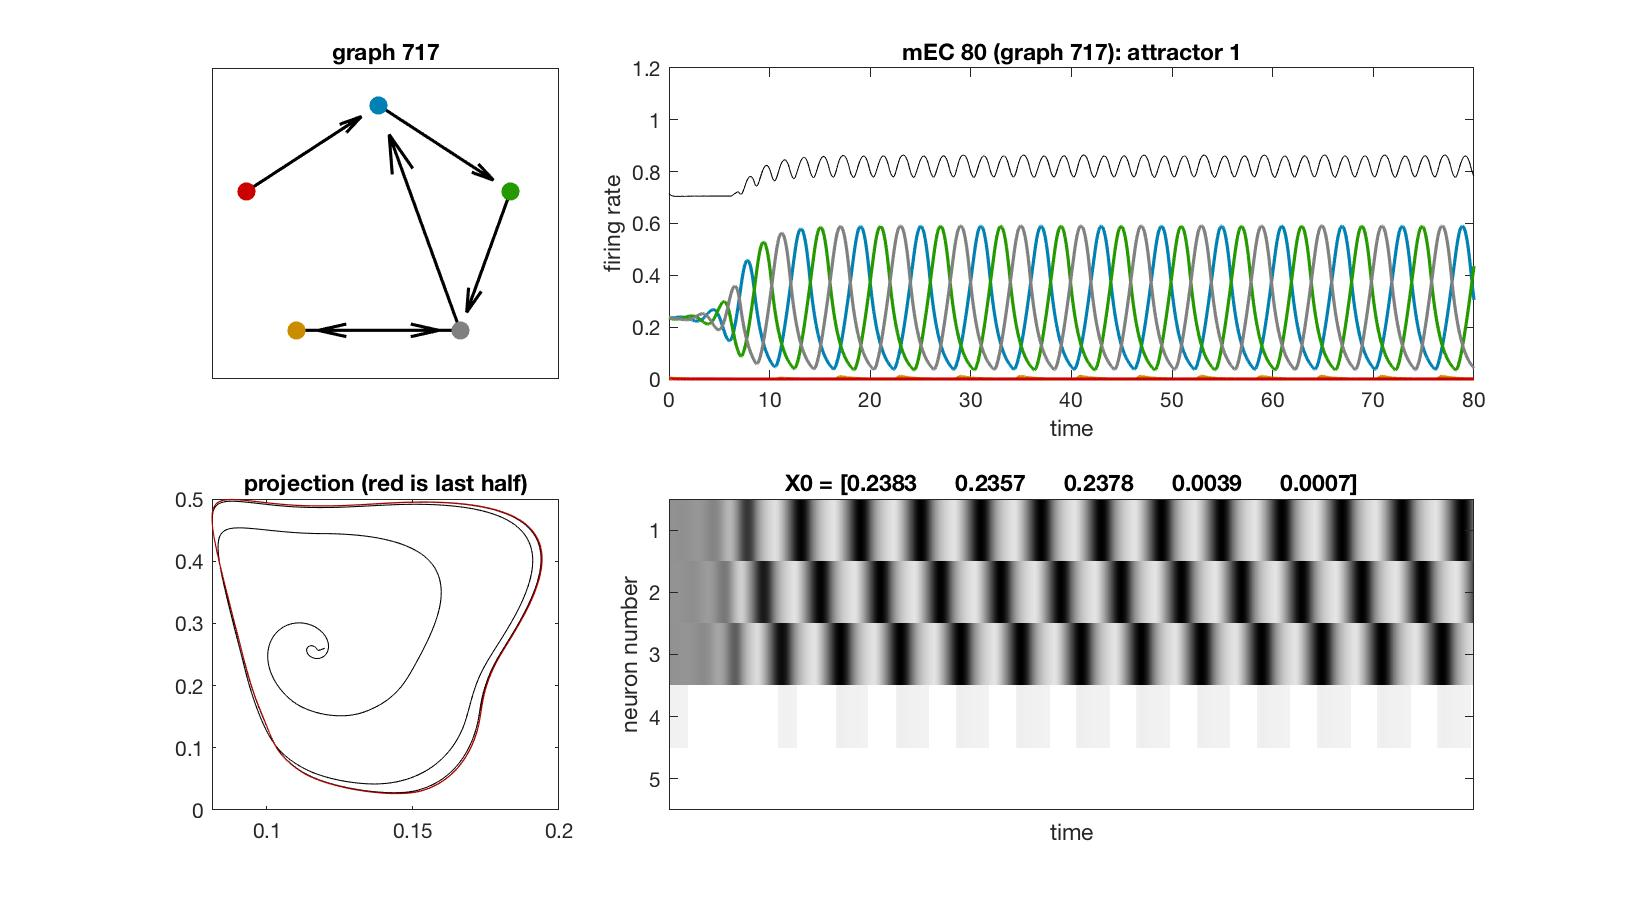 graph 717
mEC 80 (graph 717): attractor 1
1.2
1
0.8
0.6
0.4
0.2
0
firing rate
0 10 20 30 40 50 60 70 80
time
projection (red is last half)
0.5
0.4
0.3
0.2
0.1
0
0.1 0.15 0.2
X0 = [0.2383 0.2357 0.2378 0.0039 0.0007]
1
2
3
4
5
neuron number
time